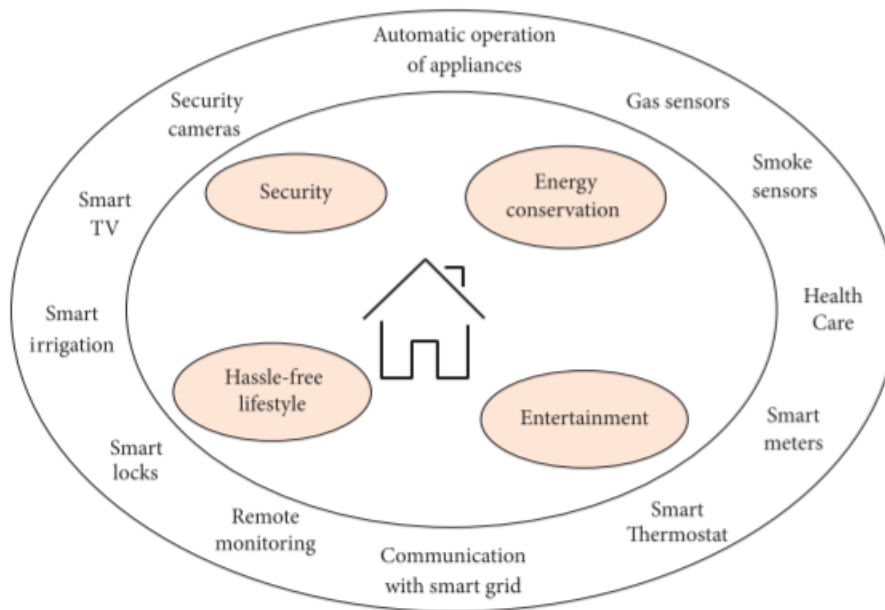 Automatic operation
of appliances
Security
cameras
Gas sensors
Smoke
sensors
Security
Energy
conservation
Smart
TV
Health
Care
Smart
irrigation
Hassle-free
lifestyle
Entertainment
Smart
meters
Smart
locks
Remote
monitoring
Smart
Thermostat
Communication
with smart grid